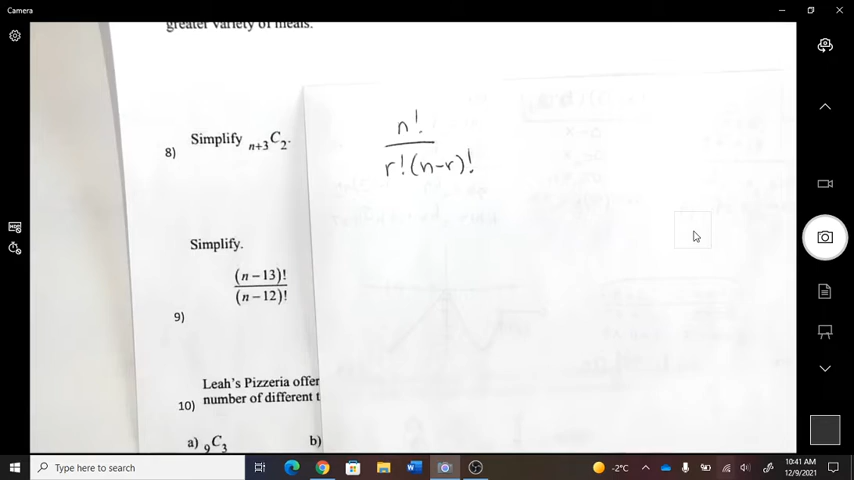 Camera
greater variety of meals.
n!
r!(n-r)!
8) Simplify n+3C2.
Simplify.
(n-13)!
(n-12)!
9)
Leah's Pizzeria offer
10) number of different t
a) 9C3 b)
Type here to search
-2°C
10:41 AM
12/9/2021